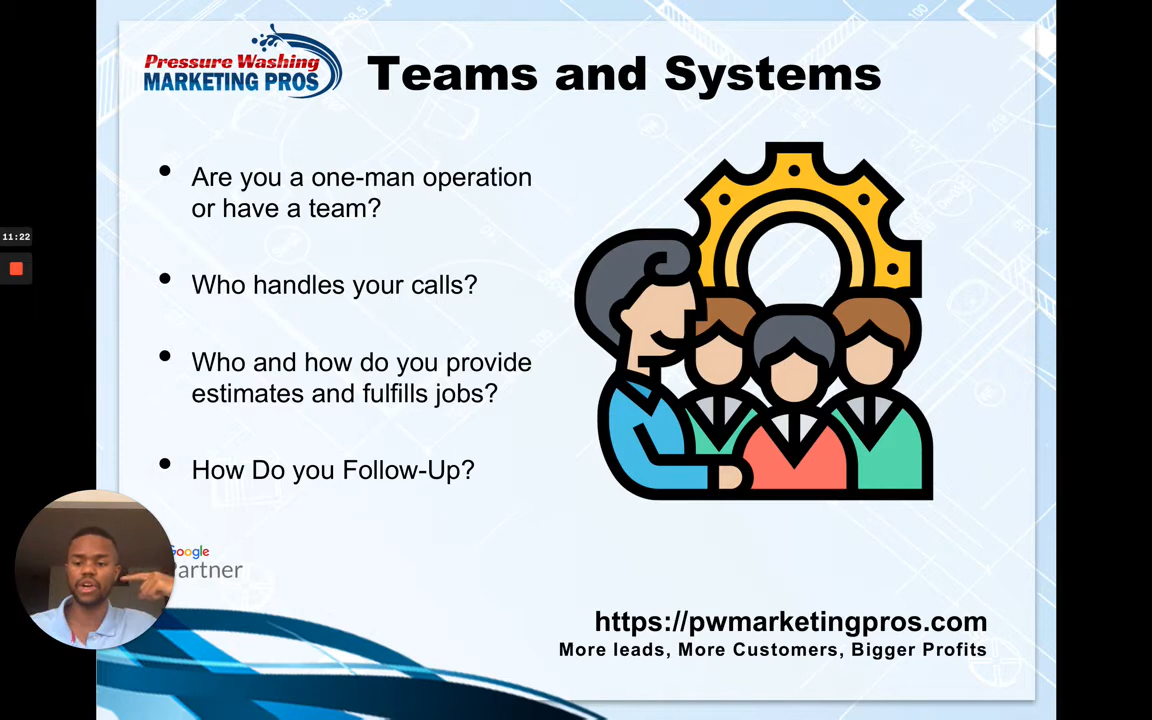 Pressure Washing
MARKETING PROS
Teams and Systems
• Are you a one-man operation
or have a team?
• Who handles your calls?
• Who and how do you provide
estimates and fulfills jobs?
• How Do you Follow-Up?
11:22
Google
Partner
https://pwmarketingpros.com
More leads, More Customers, Bigger Profits